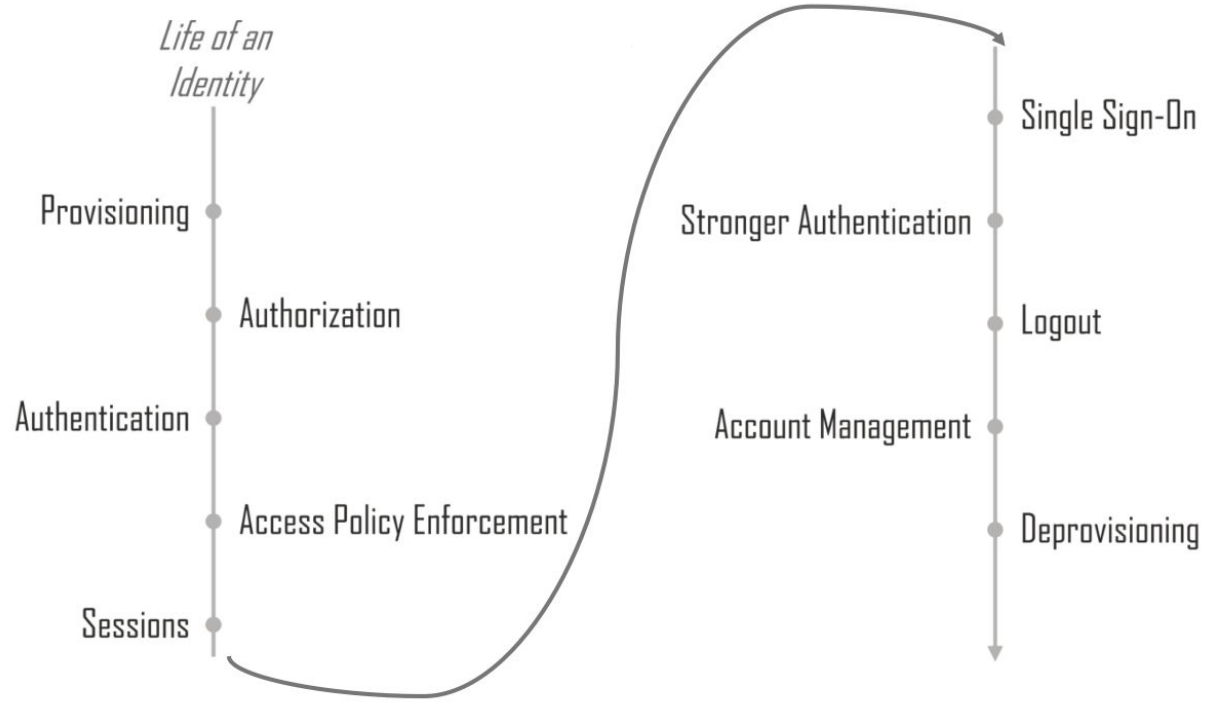 Life of an
Identity
Provisioning
Authorization
Authentication
Access Policy Enforcement
Sessions
Single Sign-On
Stronger Authentication
Logout
Account Management
Deprovisioning